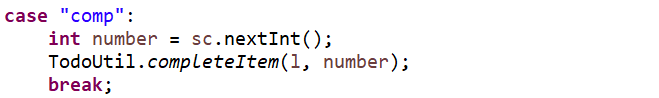 case "comp":
    int number = sc.nextInt();
    TodoUtil.completeItem(l, number);
    break;